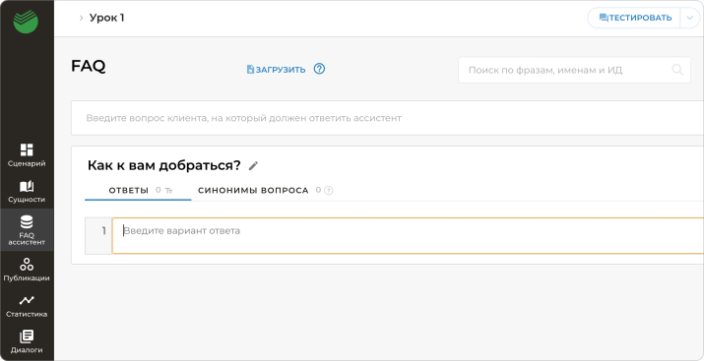 Урок 1
ТЕСТИРОВАТЬ
FAQ
ЗАГРУЗИТЬ
Поиск по фразам, именам и ИД
Введите вопрос клиента, на который должен ответить ассистент
Как к вам добраться?
ОТВЕТЫ 0 СИНОНИМЫ ВОПРОСА 0
1 Введите вариант ответа
Сценарий
Сущности
FAQ
ассистент
Публикации
Статистика
Диалоги